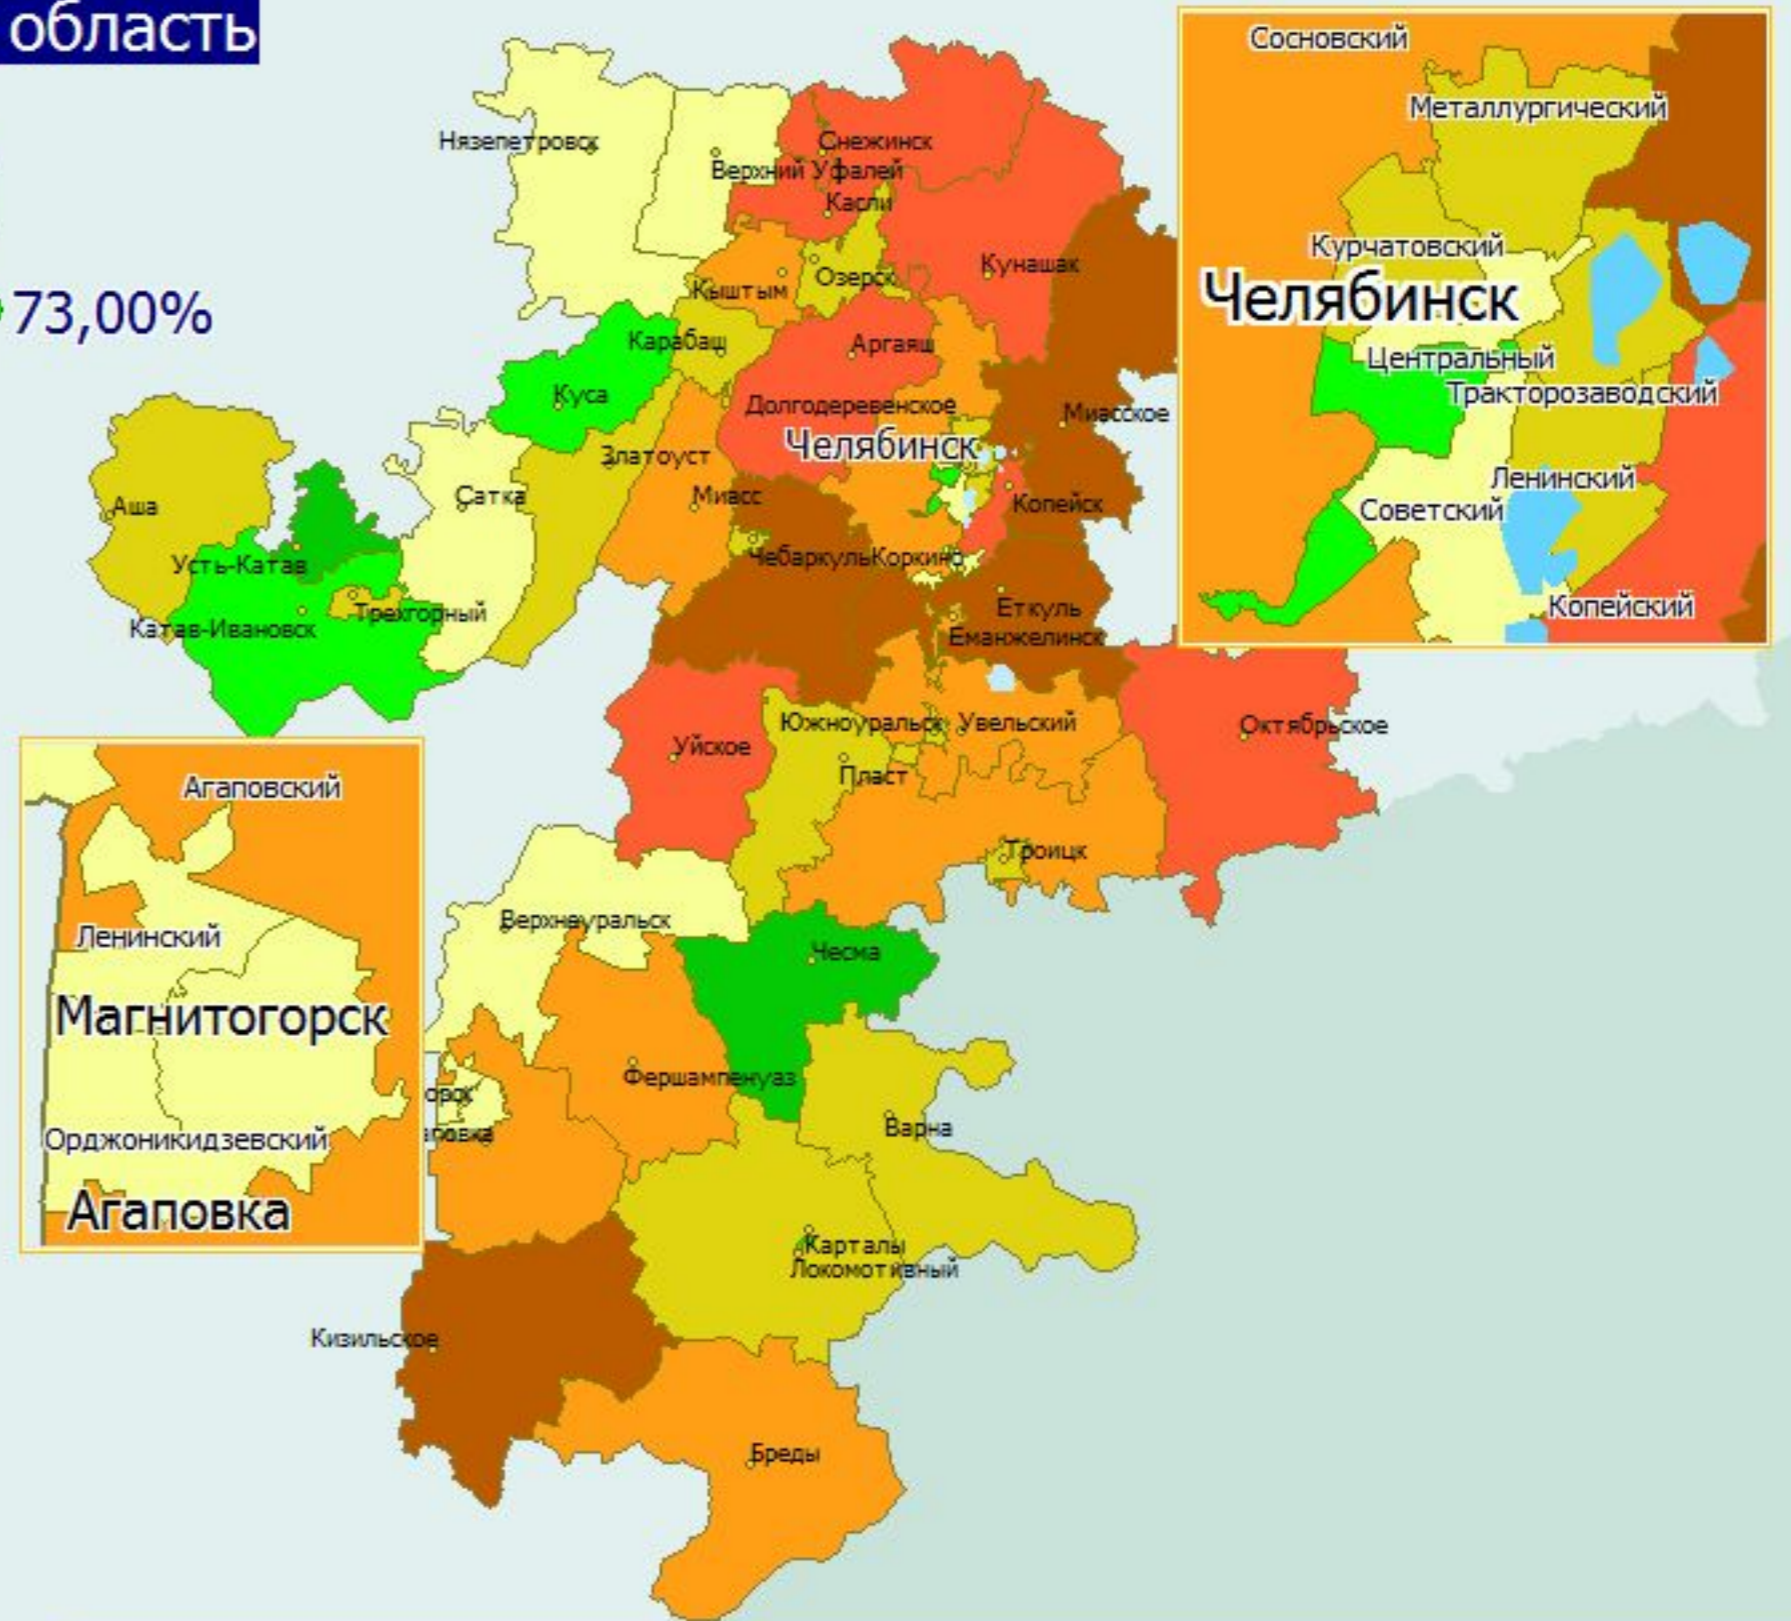 область
73,00%
Нязепетровск
Верхний Уфалей
Снежинск
Касли
Кунашак
Кыштым
Озерск
Карабаш
Аргаяш
Куса
Долгодеревенское
Миасское
Челябинск
Златоуст
Аша
Сатка
Миасс
Копейск
Усть-Катав
Чебаркуль
Коркино
Трехгорный
Катав-Ивановск
Еткуль
Еманжелинск
Южноуральск
Увельский
Октябрьское
Уйское
Пласт
Троицк
Верхнеуральск
Чесма
Фершампенуаз
Варна
Карталы
Локомотивный
Кизильское
Бреды
Сосновский
Металлургический
Курчатовский
Челябинск
Центральный
Тракторозаводский
Ленинский
Советский
Копейский
Агаповский
Ленинский
Магнитогорск
Орджоникидзевский
Агаповка